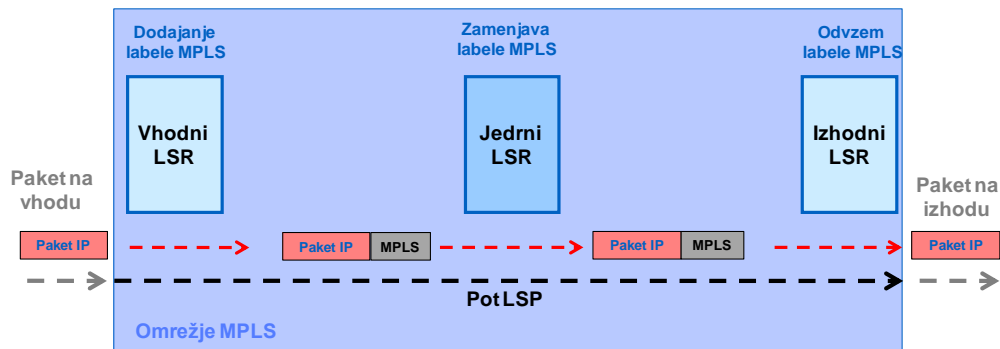 Dodajanje
labele MPLS
Zamenjava
labele MPLS
Odvzem
labele MPLS
Vhodni
LSR
Jedrni
LSR
Izhodni
LSR
Paket na
vhodu
Paket na
izhodu
Paket IP
Paket IP
MPLS
Paket IP
MPLS
Paket IP
Pot LSP
Omrežje MPLS